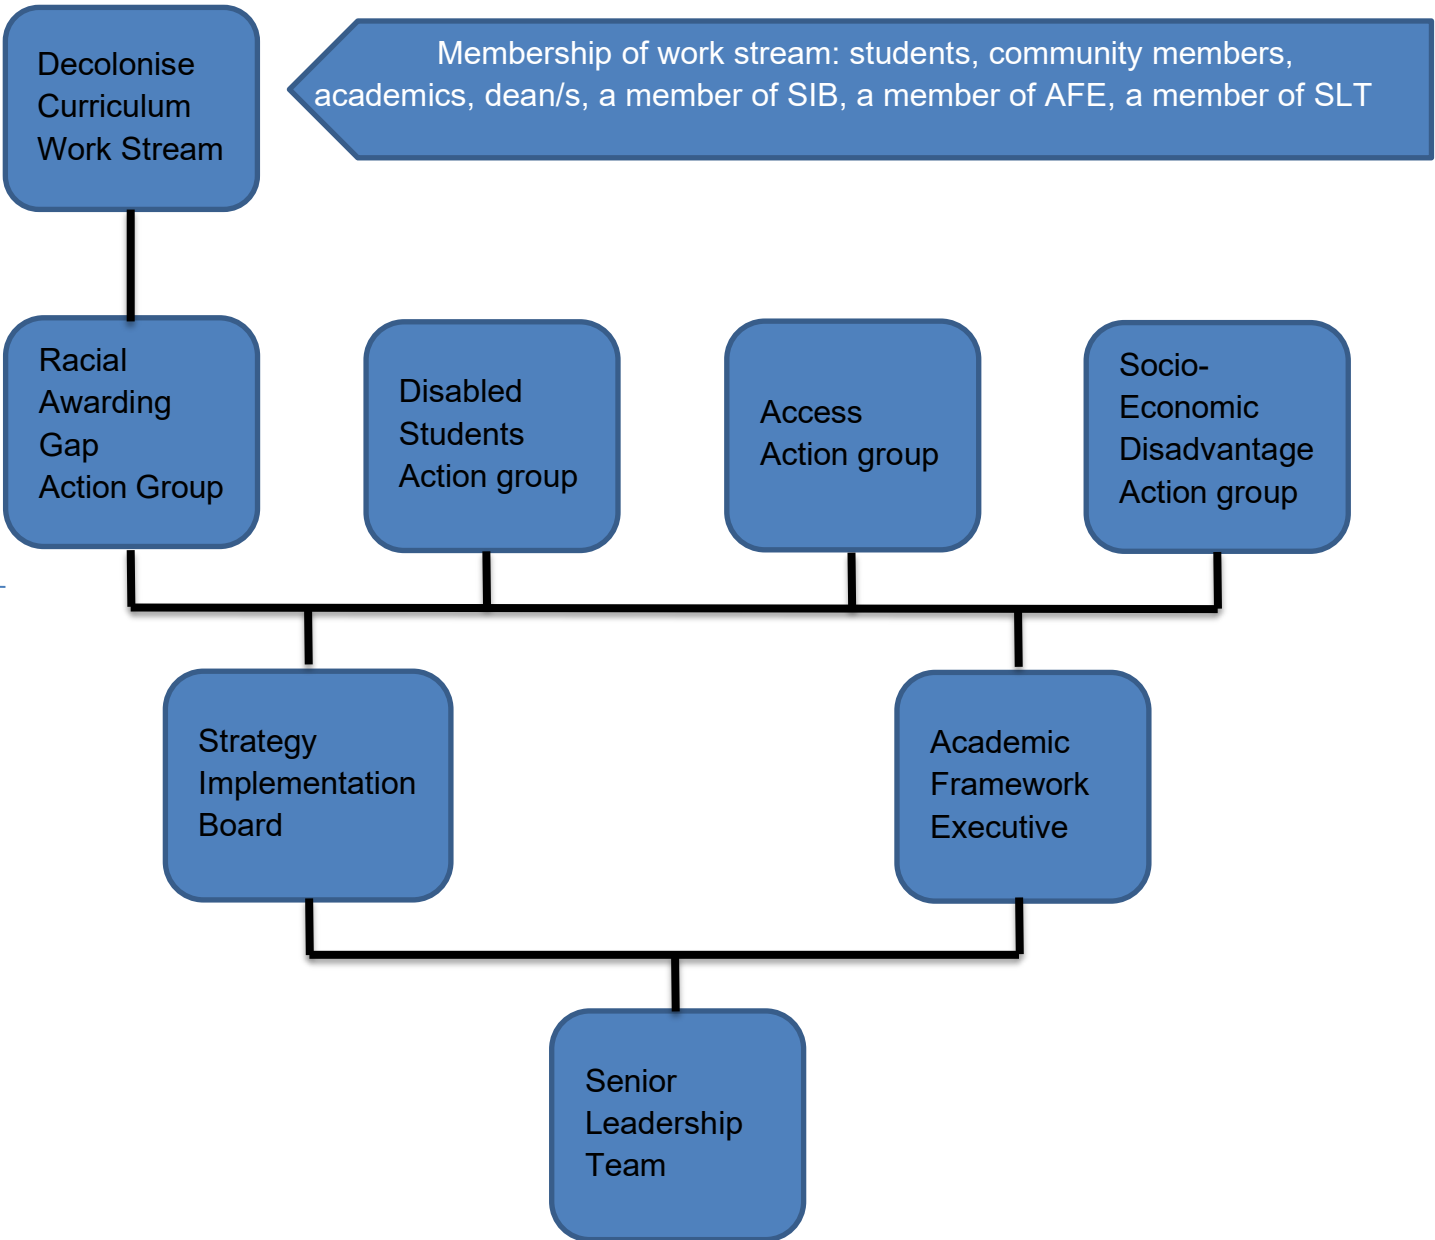 Decolonise
Curriculum
Work Stream
Membership of work stream: students, community members,
academics, dean/s, a member of SIB, a member of AFE, a member of SLT
Racial
Awarding
Gap
Action Group
Disabled
Students
Action group
Access
Action group
Socio-
Economic
Disadvantage
Action group
Strategy
Implementation
Board
Academic
Framework
Executive
Senior
Leadership
Team